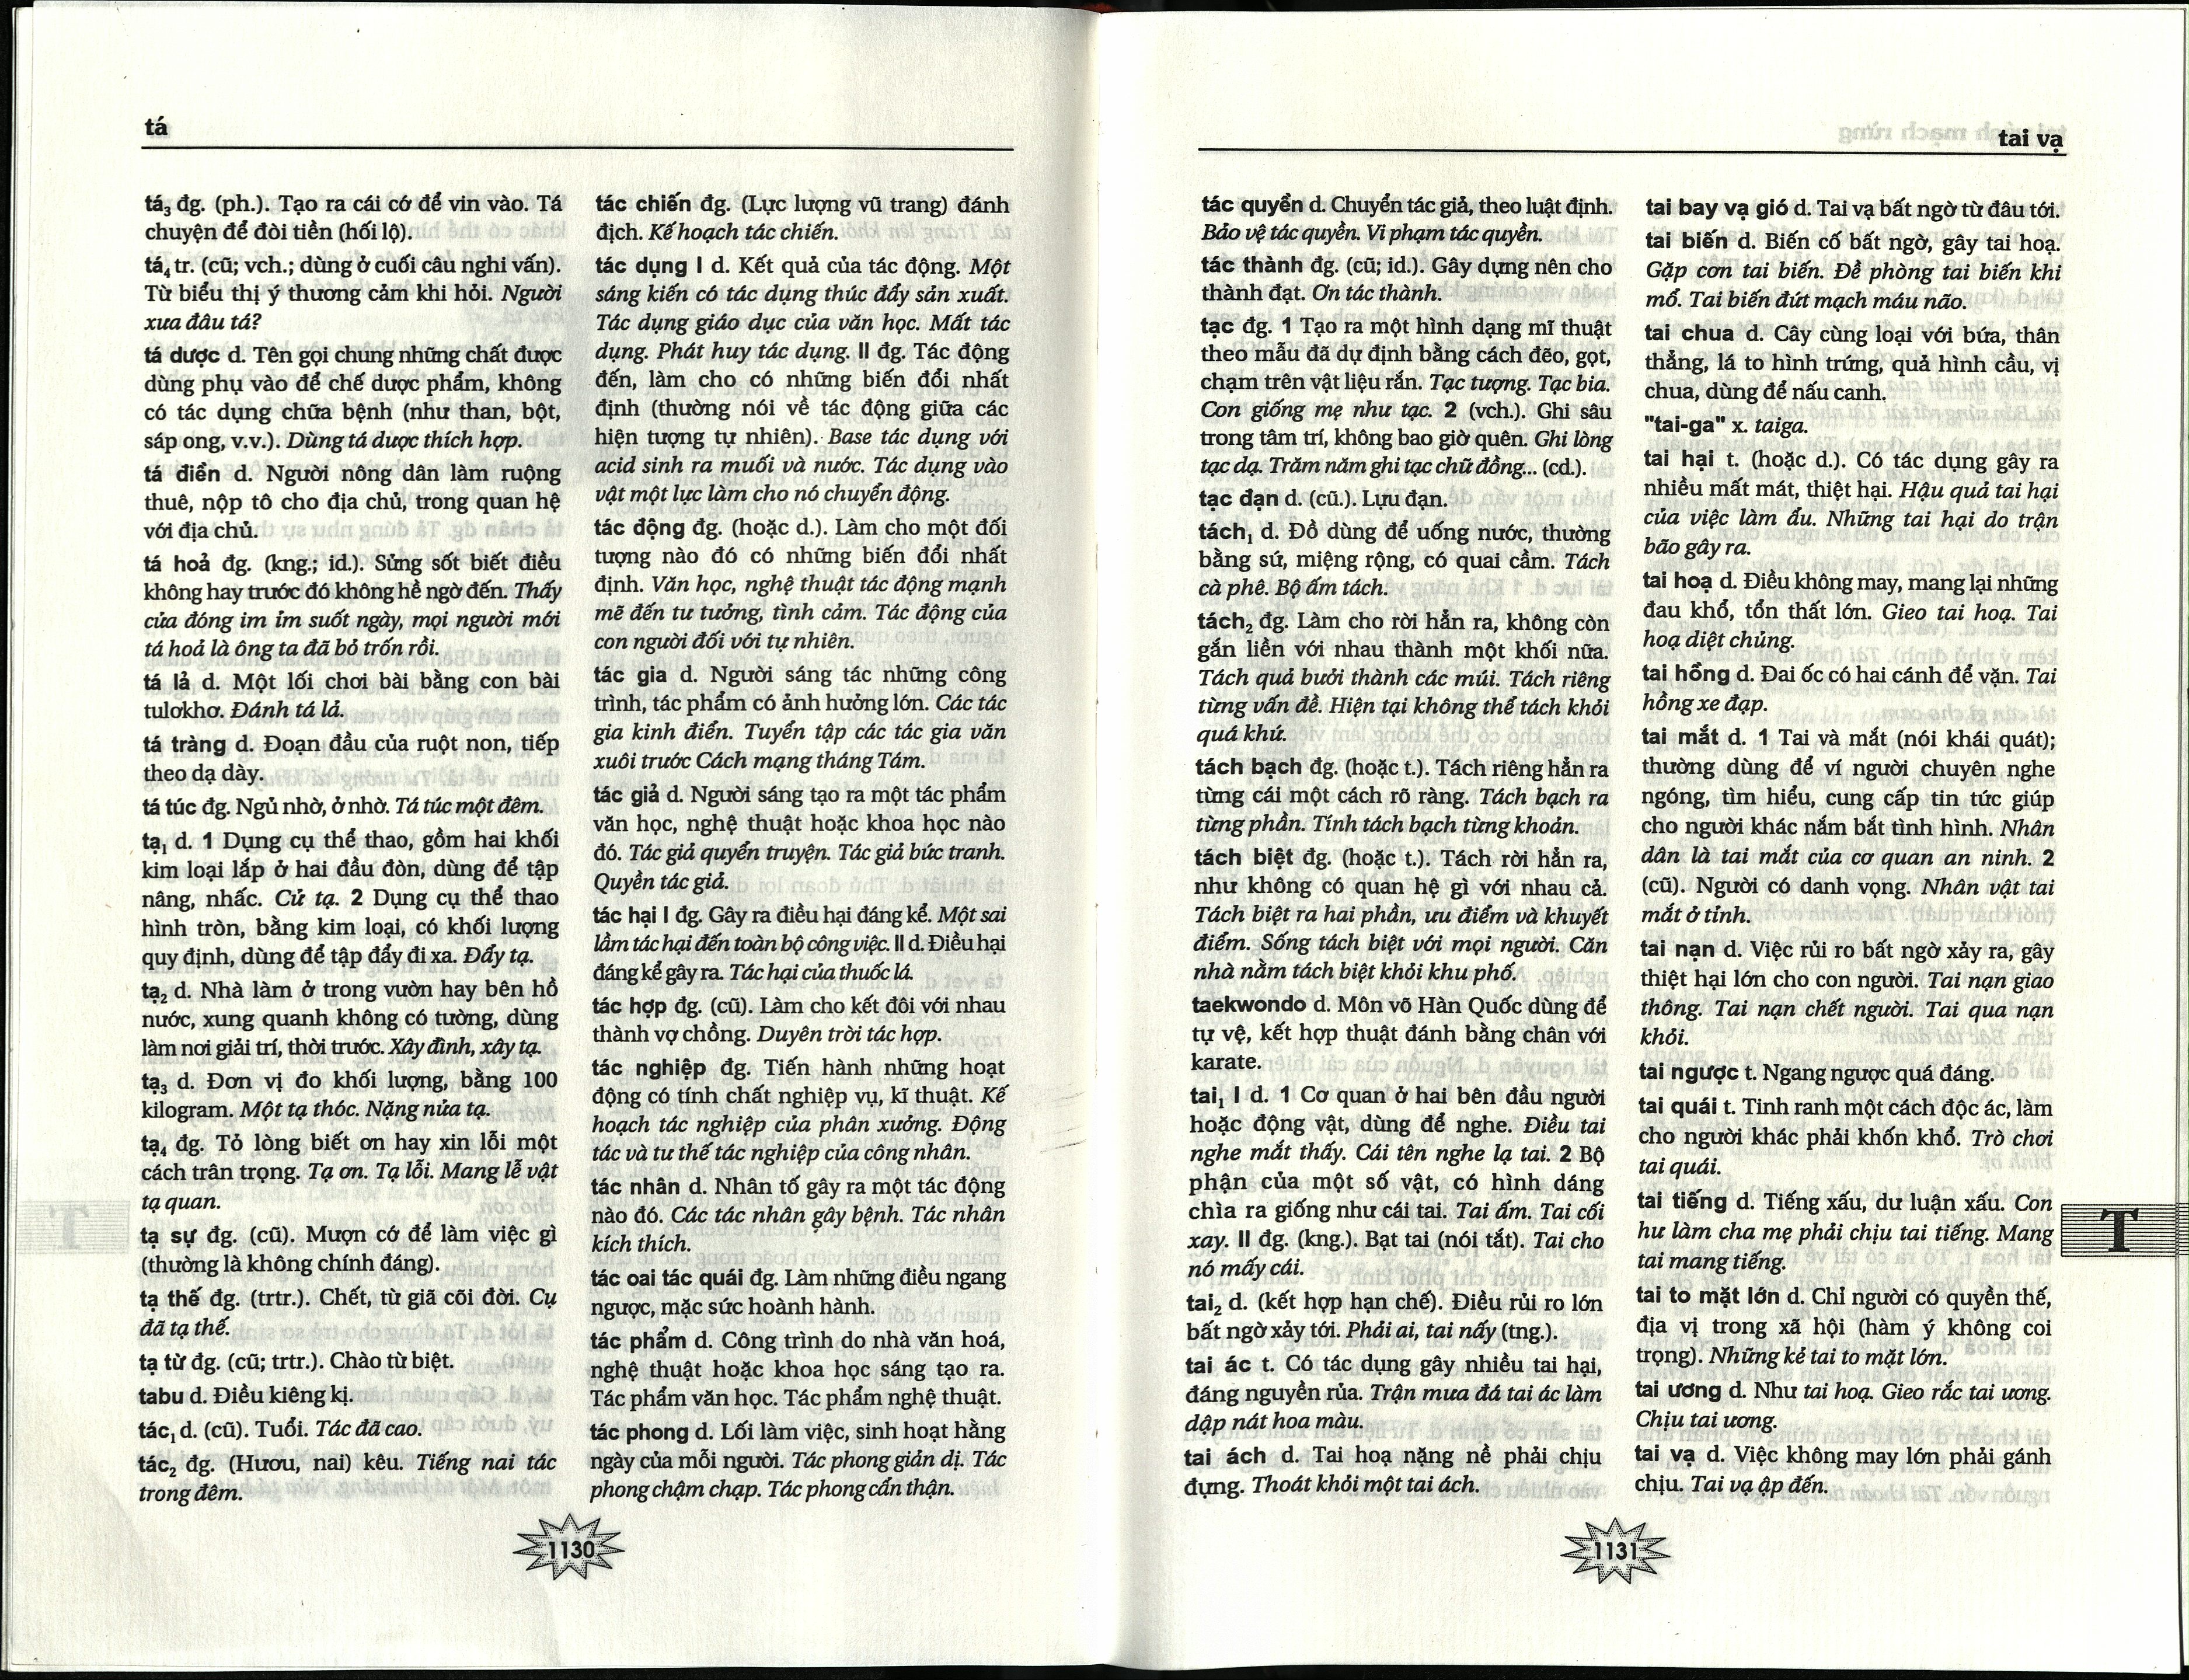 tá
tá₃ đg. (ph.). Tạo ra cái cớ để vin vào. Tá
chuyện để đòi tiền (hối lộ).
tá₄ tr. (cũ; vch.; dùng ở cuối câu nghi vấn).
Từ biểu thị ý thương cảm khi hỏi. Người
xưa đâu tá?
tá dược d. Tên gọi chung những chất được
dùng phụ vào để chế dược phẩm, không
có tác dụng chữa bệnh (như than, bột,
sáp ong, v.v.). Dùng tá dược thích hợp.
tá điền d. Người nông dân làm ruộng
thuê, nộp tô cho địa chủ, trong quan hệ
với địa chủ.
tá hoả đg. (kng.; id.). Sửng sốt biết điều
không hay trước đó không hề ngờ đến. Thấy
cửa đóng im ỉm suốt ngày, mọi người mới
tá hoả là ông ta đã bỏ trốn rồi.
tá lả d. Một lối chơi bài bằng con bài
tulơkhơ. Đánh tá lả.
tá tràng d. Đoạn đầu của ruột non, tiếp
theo dạ dày.
tá túc đg. Ngủ nhờ, ở nhờ. Tá túc một đêm.
tạ₁ d. 1 Dụng cụ thể thao, gồm hai khối
kim loại lắp ở hai đầu đòn, dùng để tập
nâng, nhấc. Cử tạ. 2 Dụng cụ thể thao
hình tròn, bằng kim loại, có khối lượng
quy định, dùng để tập đẩy đi xa. Đẩy tạ.
tạ₂ d. Nhà làm ở trong vườn hay bên hồ
nước, xung quanh không có tường, dùng
làm nơi giải trí, thời trước. Xây đình, xây tạ.
tạ₃ d. Đơn vị đo khối lượng, bằng 100
kilogram. Một tạ thóc. Nặng nửa tạ.
tạ₄ đg. Tỏ lòng biết ơn hay xin lỗi một
cách trân trọng. Tạ ơn. Tạ lỗi. Mang lễ vật
tạ quan.
tạ sự đg. (cũ). Mượn cớ để làm việc gì
(thường là không chính đáng).
tạ thế đg. (trtr.). Chết, từ giã cõi đời. Cụ
đã tạ thế.
tạ từ đg. (cũ; trtr.). Chào từ biệt.
tabu d. Điều kiêng kị.
tác₁ d. (cũ). Tuổi. Tác đã cao.
tác₂ đg. (Hươu, nai) kêu. Tiếng nai tác
trong đêm.
tác chiến đg. (Lực lượng vũ trang) đánh
địch. Kế hoạch tác chiến.
tác dụng I d. Kết quả của tác động. Một
sáng kiến có tác dụng thúc đẩy sản xuất.
Tác dụng giáo dục của văn học. Mất tác
dụng. Phát huy tác dụng. II đg. Tác động
đến, làm cho có những biến đổi nhất
định (thường nói về tác động giữa các
hiện tượng tự nhiên). Base tác dụng với
acid sinh ra muối và nước. Tác dụng vào
vật một lực làm cho nó chuyển động.
tác động đg. (hoặc d.). Làm cho một đối
tượng nào đó có những biến đổi nhất
định. Văn học, nghệ thuật tác động mạnh
mẽ đến tư tưởng, tình cảm. Tác động của
con người đối với tự nhiên.
tác gia d. Người sáng tác những công
trình, tác phẩm có ảnh hưởng lớn. Các tác
gia kinh điển. Tuyển tập các tác gia văn
xuôi trước Cách mạng tháng Tám.
tác giả d. Người sáng tạo ra một tác phẩm
văn học, nghệ thuật hoặc khoa học nào
đó. Tác giả quyển truyện. Tác giả bức tranh.
Quyền tác giả.
tác hại I đg. Gây ra điều hại đáng kể. Một sai
lầm tác hại đến toàn bộ công việc. II d. Điều hại
đáng kể gây ra. Tác hại của thuốc lá.
tác hợp đg. (cũ). Làm cho kết đôi với nhau
thành vợ chồng. Duyên trời tác hợp.
tác nghiệp đg. Tiến hành những hoạt
động có tính chất nghiệp vụ, kĩ thuật. Kế
hoạch tác nghiệp của phân xưởng. Động
tác và tư thế tác nghiệp của công nhân.
tác nhân d. Nhân tố gây ra một tác động
nào đó. Các tác nhân gây bệnh. Tác nhân
kích thích.
tác oai tác quái đg. Làm những điều ngang
ngược, mặc sức hoành hành.
tác phẩm d. Công trình do nhà văn hoá,
nghệ thuật hoặc khoa học sáng tạo ra.
Tác phẩm văn học. Tác phẩm nghệ thuật.
tác phong d. Lối làm việc, sinh hoạt hằng
ngày của mỗi người. Tác phong giản dị. Tác
phong chậm chạp. Tác phong cẩn thận.
1130
tai vạ
tác quyền d. Chuyển tác giả, theo luật định.
Bảo vệ tác quyền. Vi phạm tác quyền.
tác thành đg. (cũ; id.). Gây dựng nên cho
thành đạt. Ơn tác thành.
tạc đg. 1 Tạo ra một hình dạng mĩ thuật
theo mẫu đã dự định bằng cách đẽo, gọt,
chạm trên vật liệu rắn. Tạc tượng. Tạc bia.
Con giống mẹ như tạc. 2 (vch.). Ghi sâu
trong tâm trí, không bao giờ quên. Ghi lòng
tạc dạ. Trăm năm ghi tạc chữ đồng... (cd.).
tạc đạn d. (cũ.). Lựu đạn.
tách₁ d. Đồ dùng để uống nước, thường
bằng sứ, miệng rộng, có quai cầm. Tách
cà phê. Bộ ấm tách.
tách₂ đg. Làm cho rời hẳn ra, không còn
gắn liền với nhau thành một khối nữa.
Tách quả bưởi thành các múi. Tách riêng
từng vấn đề. Hiện tại không thể tách khỏi
quá khứ.
tách bạch đg. (hoặc t.). Tách riêng hẳn ra
từng cái một cách rõ ràng. Tách bạch ra
từng phần. Tính tách bạch từng khoản.
tách biệt đg. (hoặc t.). Tách rời hẳn ra,
như không có quan hệ gì với nhau cả.
Tách biệt ra hai phần, ưu điểm và khuyết
điểm. Sống tách biệt với mọi người. Căn
nhà nằm tách biệt khỏi khu phố.
taekwondo d. Môn võ Hàn Quốc dùng để
tự vệ, kết hợp thuật đánh bằng chân với
karate.
tai₁ I d. 1 Cơ quan ở hai bên đầu người
hoặc động vật, dùng để nghe. Điều tai
nghe mắt thấy. Cái tên nghe lạ tai. 2 Bộ
phận của một số vật, có hình dáng
chìa ra giống như cái tai. Tai ấm. Tai cối
xay. II đg. (kng.). Bạt tai (nói tắt). Tai cho
nó mấy cái.
tai₂ d. (kết hợp hạn chế). Điều rủi ro lớn
bất ngờ xảy tới. Phải ai, tai nấy (tng.).
tai ác t. Có tác dụng gây nhiều tai hại,
đáng nguyền rủa. Trận mưa đá tai ác làm
dập nát hoa màu.
tai ách d. Tai hoạ nặng nề phải chịu
đựng. Thoát khỏi một tai ách.
tai bay vạ gió d. Tai vạ bất ngờ từ đâu tới.
tai biến d. Biến cố bất ngờ, gây tai hoạ.
Gặp cơn tai biến. Đề phòng tai biến khi
mổ. Tai biến đứt mạch máu não.
tai chua d. Cây cùng loại với bứa, thân
thẳng, lá to hình trứng, quả hình cầu, vị
chua, dùng để nấu canh.
"tai-ga" x. taiga.
tai hại t. (hoặc d.). Có tác dụng gây ra
nhiều mất mát, thiệt hại. Hậu quả tai hại
của việc làm ẩu. Những tai hại do trận
bão gây ra.
tai hoạ d. Điều không may, mang lại những
đau khổ, tổn thất lớn. Gieo tai hoạ. Tai
hoạ diệt chủng.
tai hồng d. Đai ốc có hai cánh để vặn. Tai
hồng xe đạp.
tai mắt d. 1 Tai và mắt (nói khái quát);
thường dùng để ví người chuyên nghe
ngóng, tìm hiểu, cung cấp tin tức giúp
cho người khác nắm bắt tình hình. Nhân
dân là tai mắt của cơ quan an ninh. 2
(cũ). Người có danh vọng. Nhân vật tai
mắt ở tỉnh.
tai nạn d. Việc rủi ro bất ngờ xảy ra, gây
thiệt hại lớn cho con người. Tai nạn giao
thông. Tai nạn chết người. Tai qua nạn
khỏi.
tai ngược t. Ngang ngược quá đáng.
tai quái t. Tinh ranh một cách độc ác, làm
cho người khác phải khốn khổ. Trò chơi
tai quái.
tai tiếng d. Tiếng xấu, dư luận xấu. Con
hư làm cha mẹ phải chịu tai tiếng. Mang
tai mang tiếng.
tai to mặt lớn d. Chỉ người có quyền thế,
địa vị trong xã hội (hàm ý không coi
trọng). Những kẻ tai to mặt lớn.
tai ương d. Như tai hoạ. Gieo rắc tai ương.
Chịu tai ương.
tai vạ d. Việc không may lớn phải gánh
chịu. Tai vạ ập đến.
T
1131